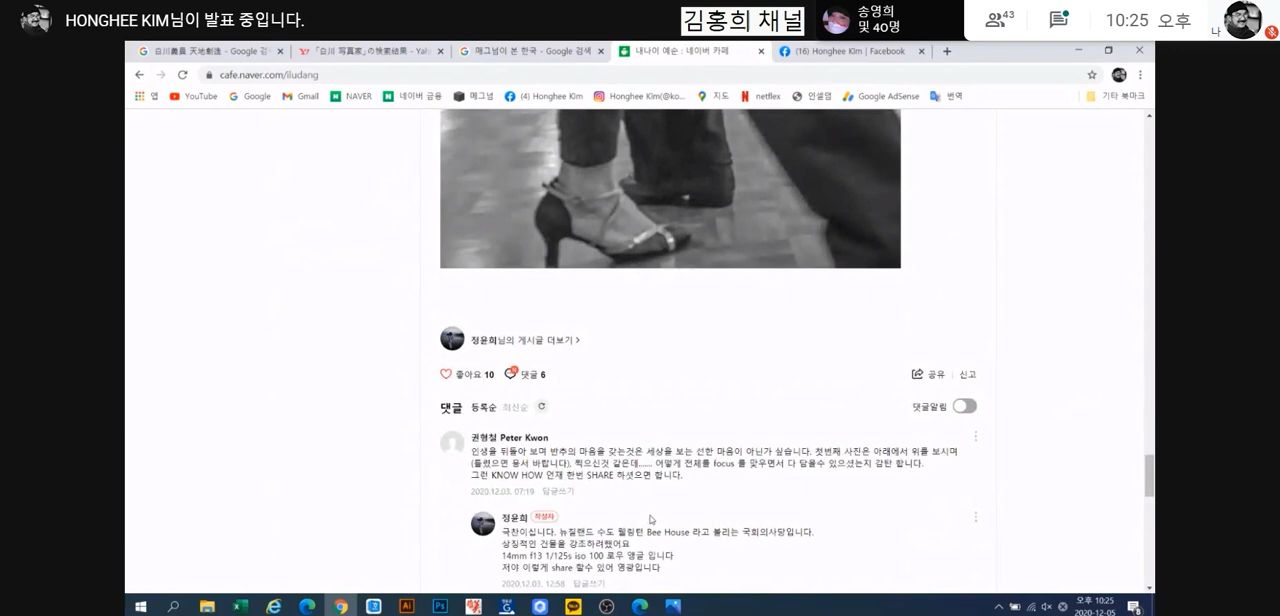 HONGHEE KIM님이 발표 중입니다.
김홍희 채널
송영희
및 40명
43
10:25 오후
나
白川義員 天地創造 - Google 검
「白川 写真家」の検索結果 - Yah
매그넘이 본 한국 - Google 검색
내나이 예순 : 네이버 카페
(16) Honghee Kim | Facebook
cafe.naver.com/iludang
앱
YouTube
Google
Gmail
NAVER
네이버 금융
매그넘
(4) Honghee Kim
Honghee Kim(@ko...
지도
netflex
인셀덤
Google AdSense
번역
기타 북마크
정윤희님의 게시글 더보기 >
좋아요 10
댓글 6
공유
신고
댓글 등록순 최신순
댓글알림
권형철 Peter Kwon
인생을 뒤돌아 보며 반추의 마음을 갖는것은 세상을 보는 선한 마음이 아닌가 싶습니다. 첫번째 사진은 아래에서 위를 보시며
(틀렸으면 용서 바랍니다), 찍으신것 같은데...... 어떻게 전체를 focus 를 맞우면서 다 담을수 있으셨는지 감탄 합니다.
그런 KNOW HOW 언재 한번 SHARE 하셧으면 합니다.
2020.12.03. 07:19 답글쓰기
정윤희 작성자
극찬이십니다. 뉴질랜드 수도 웰링턴 Bee House 라고 불리는 국회의사당입니다.
상징적인 건물을 강조하려했어요
14mm f13 1/125s iso 100 로우 앵글 입니다
저야 이렇게 share 할수 있어 영광입니다
2020.12.03. 12:58 답글쓰기
오후 10:25
2020-12-05
8